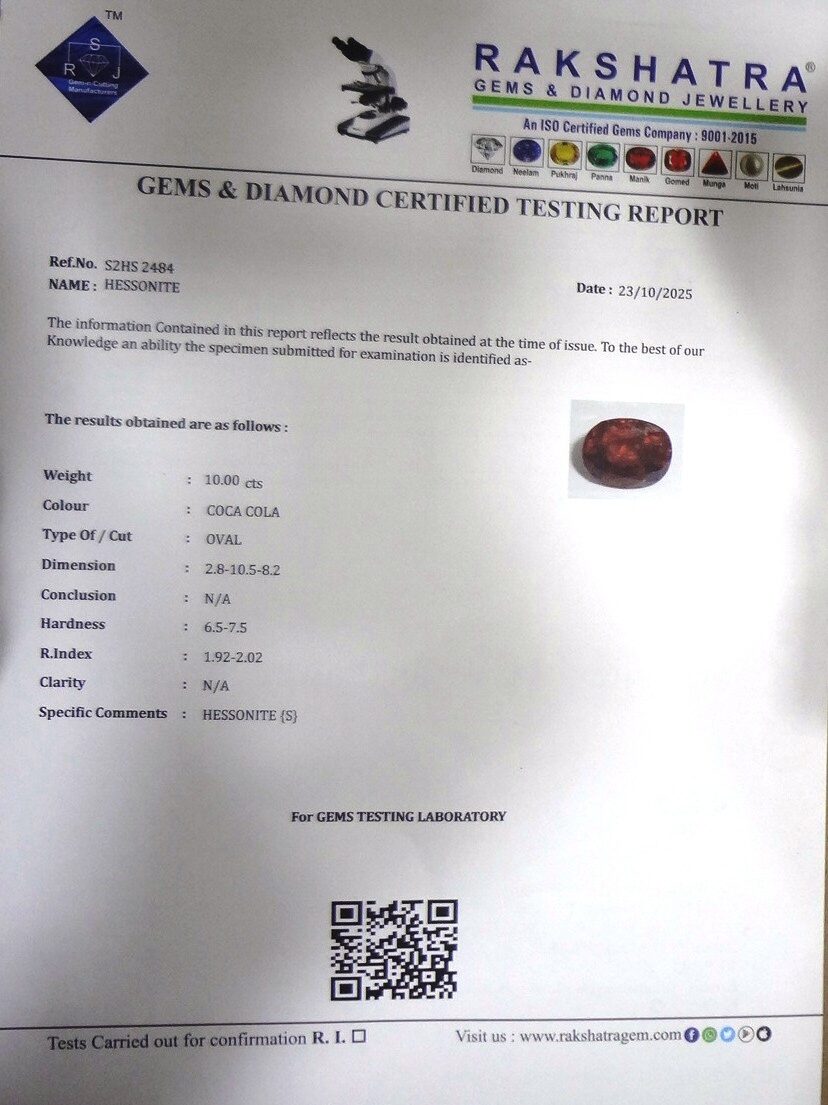 TM
S
R J
Gems-n-Cutting
Manufacturers
RAKSHATRA®
GEMS & DIAMOND JEWELLERY
An ISO Certified Gems Company : 9001-2015
Diamond Neelam Pukhraj Panna Manik Gomed Munga Moti Lahsunia
GEMS & DIAMOND CERTIFIED TESTING REPORT
Ref.No. S2HS 2484
NAME : HESSONITE
Date : 23/10/2025
The information Contained in this report reflects the result obtained at the time of issue. To the best of our
Knowledge an ability the specimen submitted for examination is identified as-
The results obtained are as follows :
Weight : 10.00 cts
Colour : COCA COLA
Type Of / Cut : OVAL
Dimension : 2.8-10.5-8.2
Conclusion : N/A
Hardness : 6.5-7.5
R.Index : 1.92-2.02
Clarity : N/A
Specific Comments : HESSONITE {S}
For GEMS TESTING LABORATORY
Tests Carried out for confirmation R. I. ☐
Visit us : www.rakshatragem.com